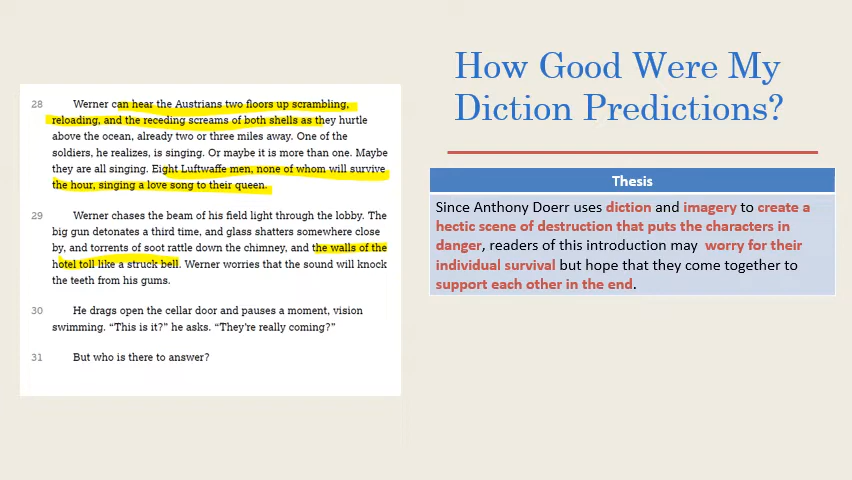 How Good Were My
Diction Predictions?
28 Werner can hear the Austrians two floors up scrambling,
reloading, and the receding screams of both shells as they hurtle
above the ocean, already two or three miles away. One of the
soldiers, he realizes, is singing. Or maybe it is more than one. Maybe
they are all singing. Eight Luftwaffe men, none of whom will survive
the hour, singing a love song to their queen.
29 Werner chases the beam of his field light through the lobby. The
big gun detonates a third time, and glass shatters somewhere close
by, and torrents of soot rattle down the chimney, and the walls of the
hotel toll like a struck bell. Werner worries that the sound will knock
the teeth from his gums.
30 He drags open the cellar door and pauses a moment, vision
swimming. “This is it?” he asks. “They’re really coming?”
31 But who is there to answer?
Thesis
Since Anthony Doerr uses diction and imagery to create a
hectic scene of destruction that puts the characters in
danger, readers of this introduction may worry for their
individual survival but hope that they come together to
support each other in the end.